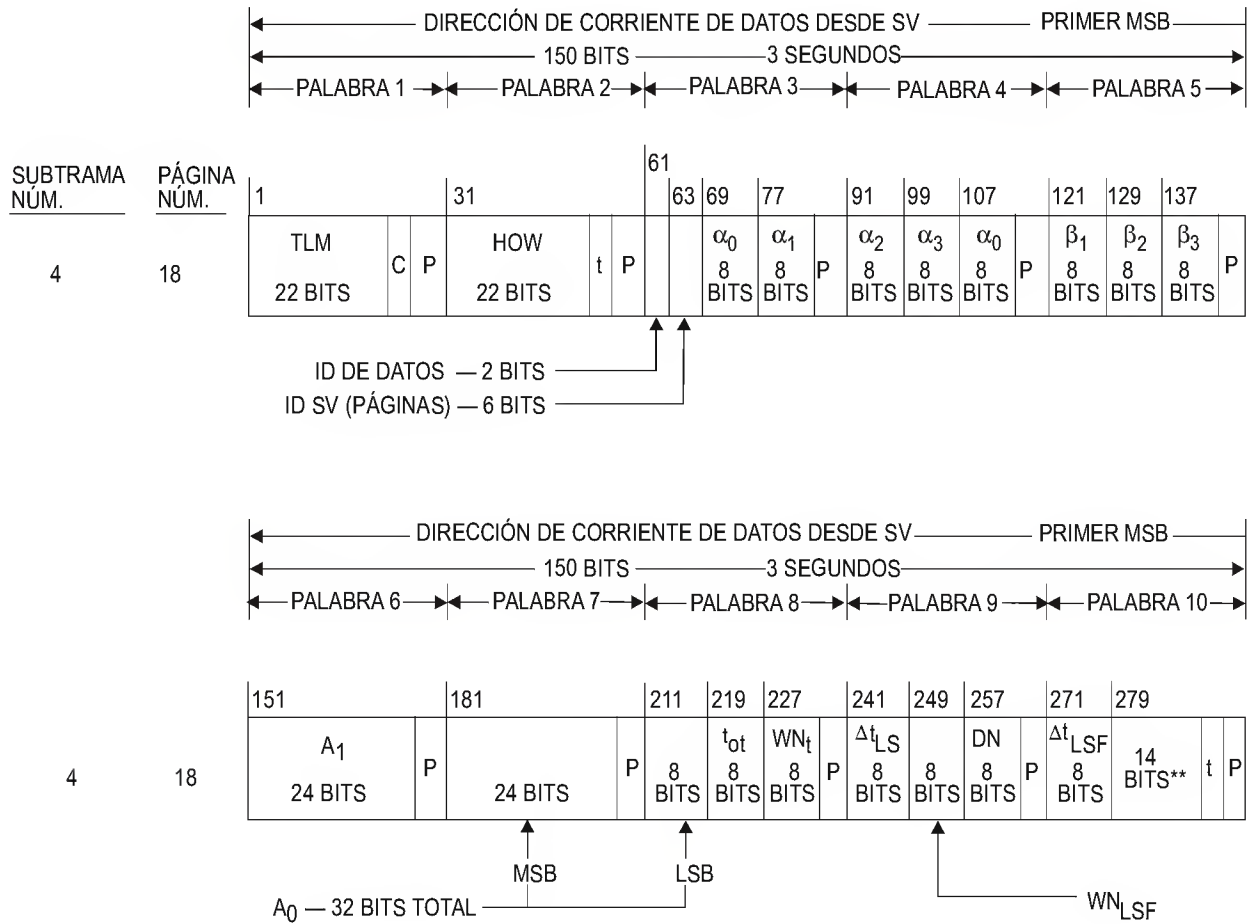 DIRECCIÓN DE CORRIENTE DE DATOS DESDE SV PRIMER MSB
150 BITS 3 SEGUNDOS
PALABRA 1 PALABRA 2 PALABRA 3 PALABRA 4 PALABRA 5
SUBTRAMA NÚM. PÁGINA NÚM.
61
1 31 63 69 77 91 99 107 121 129 137
4 18
TLM 22 BITS C P HOW 22 BITS t P α0 8 BITS α1 8 BITS P α2 8 BITS α3 8 BITS α0 8 BITS P β1 8 BITS β2 8 BITS β3 8 BITS P
ID DE DATOS — 2 BITS
ID SV (PÁGINAS) — 6 BITS
DIRECCIÓN DE CORRIENTE DE DATOS DESDE SV PRIMER MSB
150 BITS 3 SEGUNDOS
PALABRA 6 PALABRA 7 PALABRA 8 PALABRA 9 PALABRA 10
151 181 211 219 227 241 249 257 271 279
4 18
A1 24 BITS P 24 BITS P 8 BITS tot 8 BITS WNt 8 BITS P ΔtLS 8 BITS 8 BITS DN 8 BITS P ΔtLSF 8 BITS 14 BITS** t P
MSB LSB
A0 — 32 BITS TOTAL
WNLSF